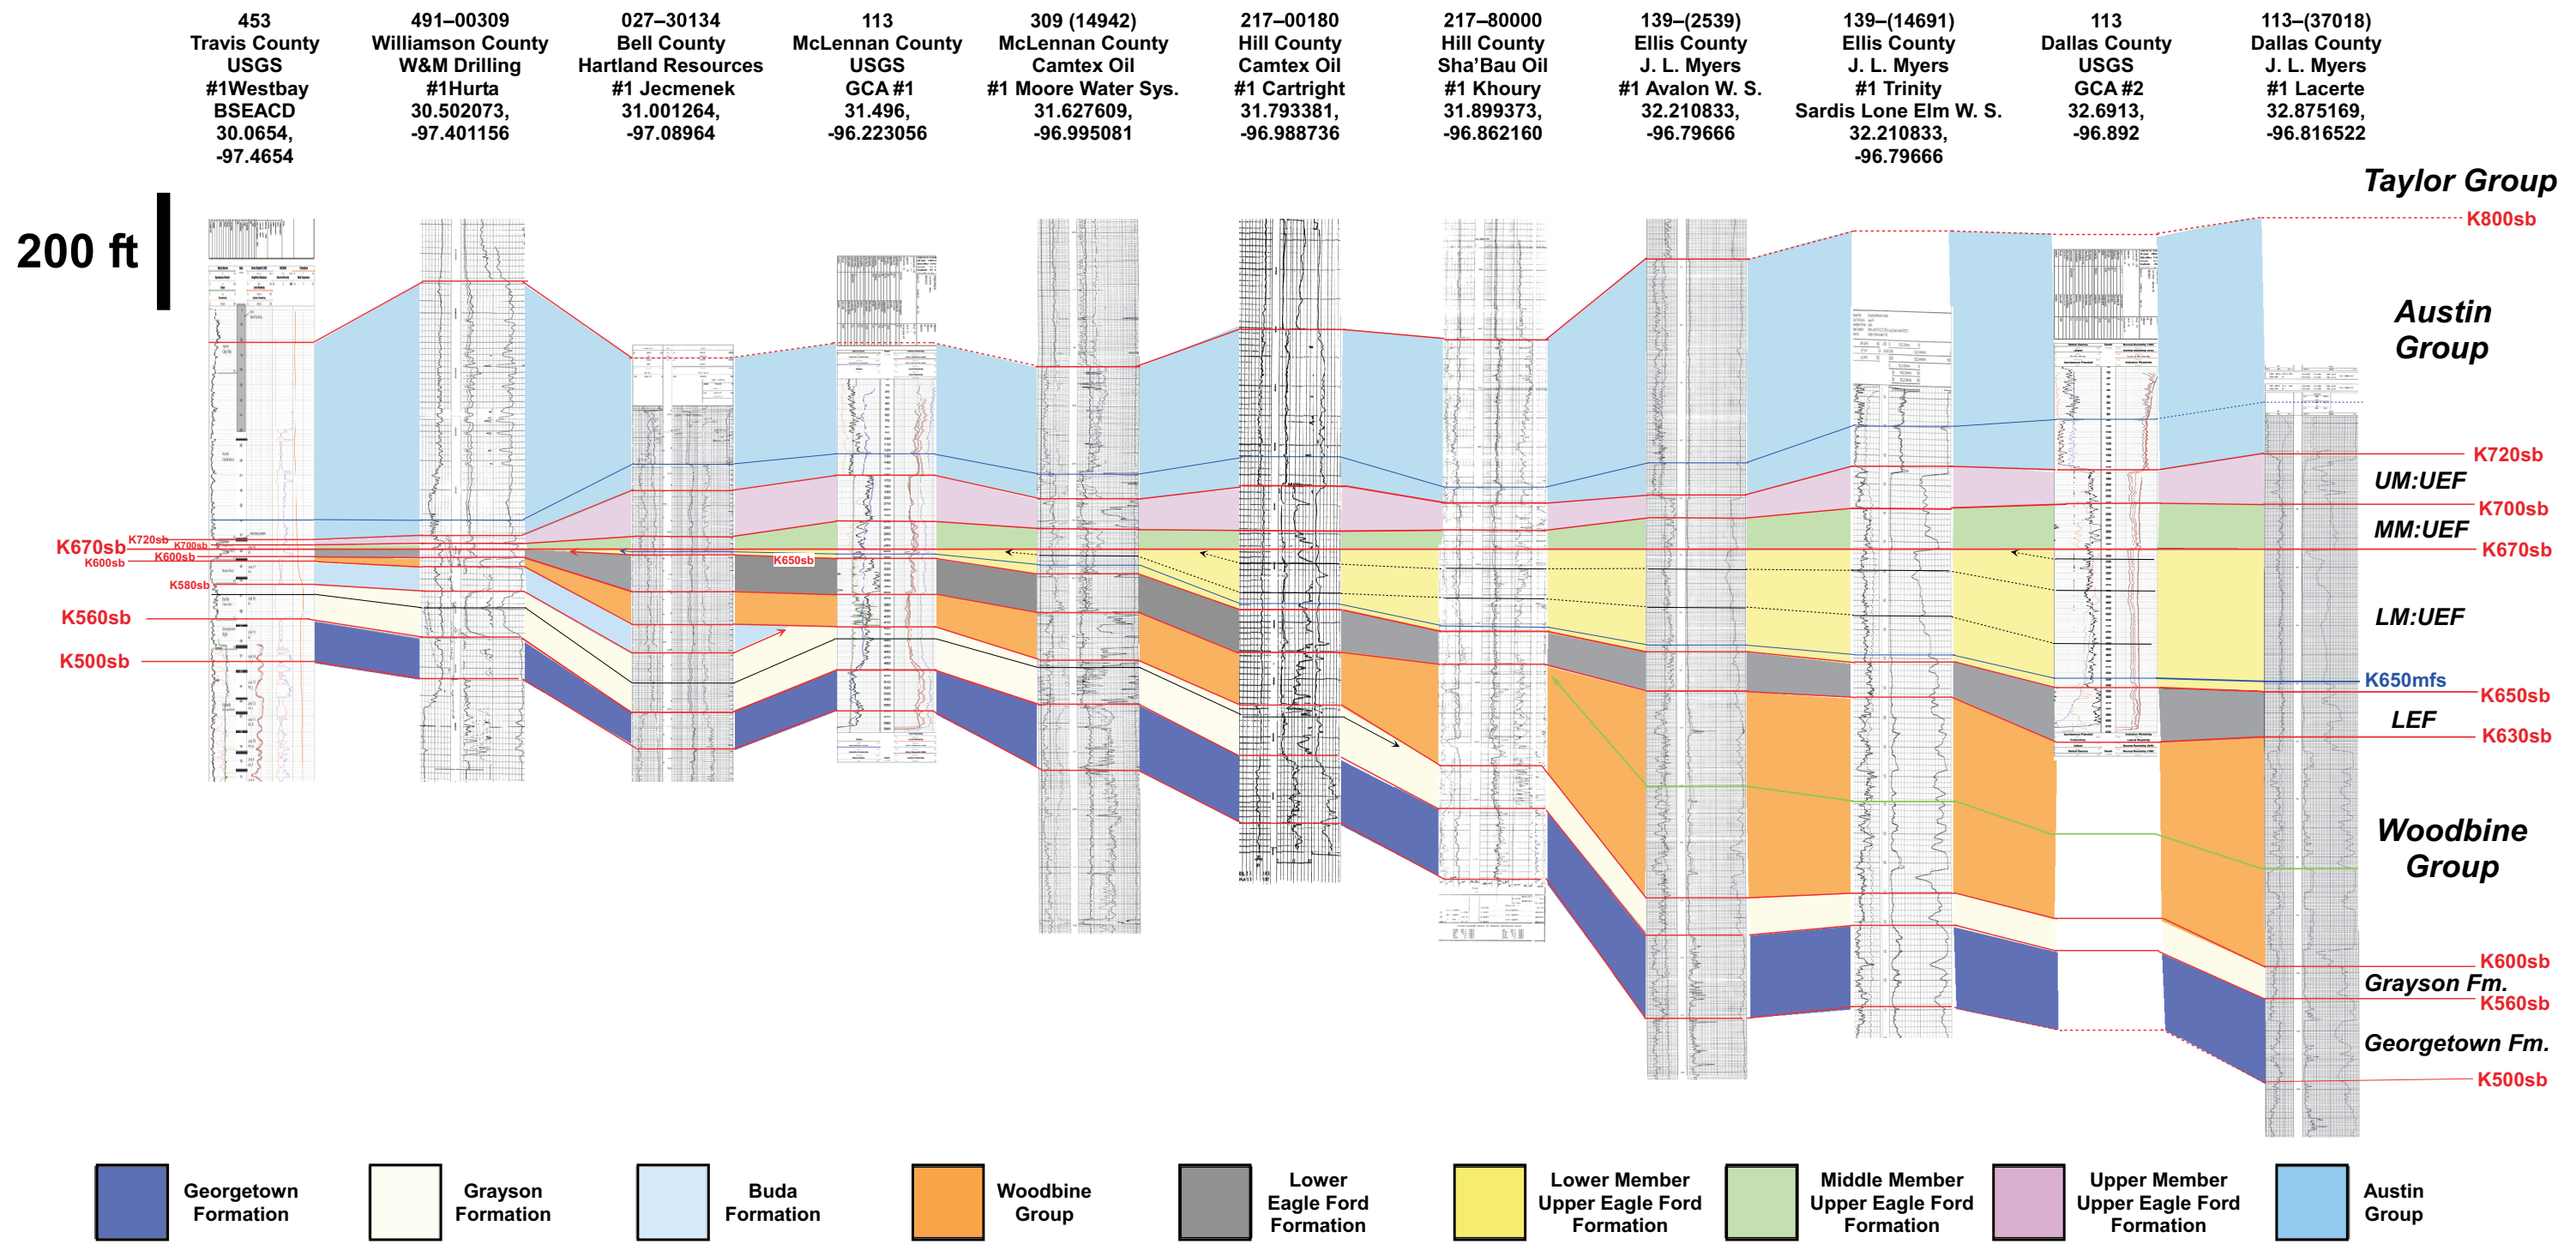 453
Travis County
USGS
#1Westbay
BSEACD
30.0654,
-97.4654
491–00309
Williamson County
W&M Drilling
#1Hurta
30.502073,
-97.401156
027–30134
Bell County
Hartland Resources
#1 Jecmenek
31.001264,
-97.08964
113
McLennan County
USGS
GCA #1
31.496,
-96.223056
309 (14942)
McLennan County
Camtex Oil
#1 Moore Water Sys.
31.627609,
-96.995081
217–00180
Hill County
Camtex Oil
#1 Cartright
31.793381,
-96.988736
217–80000
Hill County
Sha'Bau Oil
#1 Khoury
31.899373,
-96.862160
139–(2539)
Ellis County
J. L. Myers
#1 Avalon W. S.
32.210833,
-96.79666
139–(14691)
Ellis County
J. L. Myers
#1 Trinity
Sardis Lone Elm W. S.
32.210833,
-96.79666
113
Dallas County
USGS
GCA #2
32.6913,
-96.892
113–(37018)
Dallas County
J. L. Myers
#1 Lacerte
32.875169,
-96.816522
200 ft
Taylor Group
K800sb
Austin
Group
K720sb
UM:UEF
K700sb
MM:UEF
K670sb
LM:UEF
K650mfs
K650sb
LEF
K630sb
Woodbine
Group
K600sb
Grayson Fm.
K560sb
Georgetown Fm.
K500sb
K720sb
K700sb
K670sb
K600sb
K600sb
K580sb
K560sb
K500sb
K650sb
Georgetown
Formation
Grayson
Formation
Buda
Formation
Woodbine
Group
Lower
Eagle Ford
Formation
Lower Member
Upper Eagle Ford
Formation
Middle Member
Upper Eagle Ford
Formation
Upper Member
Upper Eagle Ford
Formation
Austin
Group